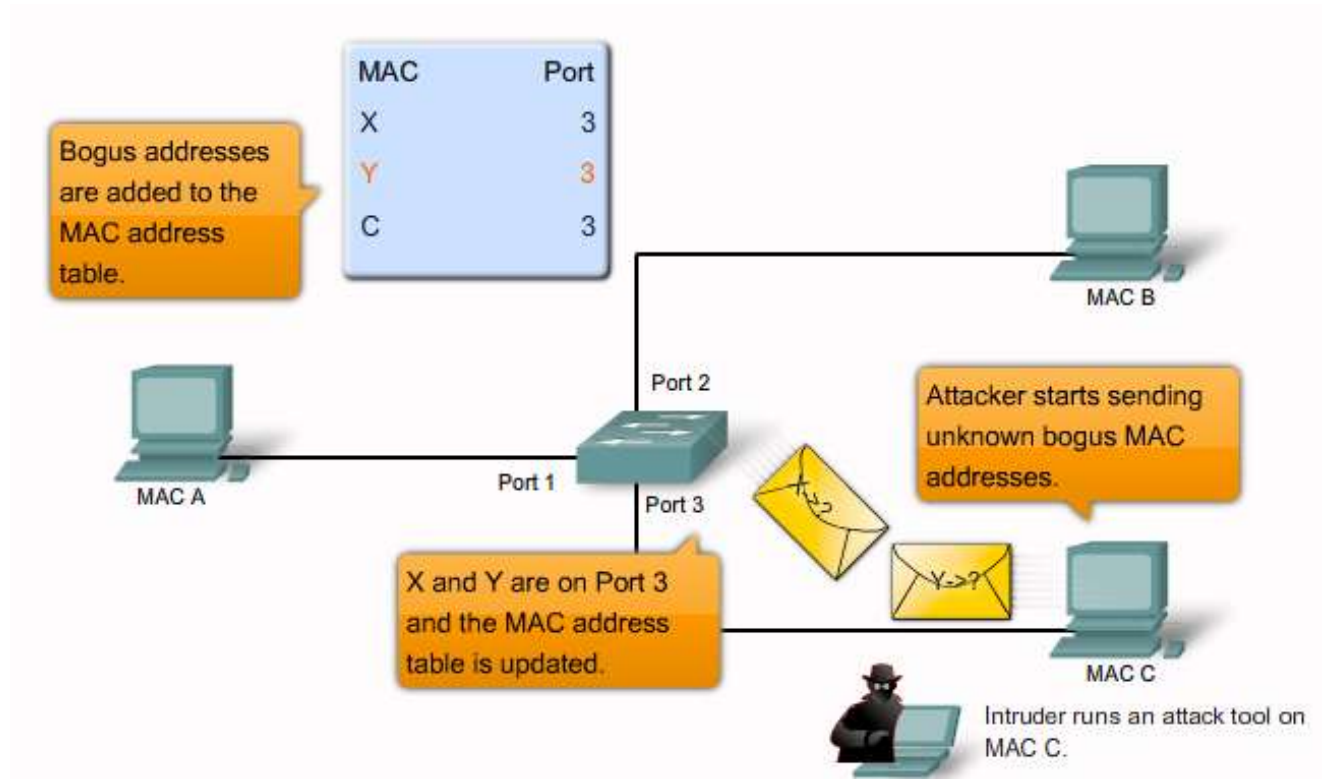 MAC Port
X 3
Y 3
C 3
Bogus addresses
are added to the
MAC address
table.
MAC B
Port 2
Attacker starts sending
unknown bogus MAC
addresses.
MAC A
Port 1
Port 3
X->?
Y->?
X and Y are on Port 3
and the MAC address
table is updated.
MAC C
Intruder runs an attack tool on
MAC C.